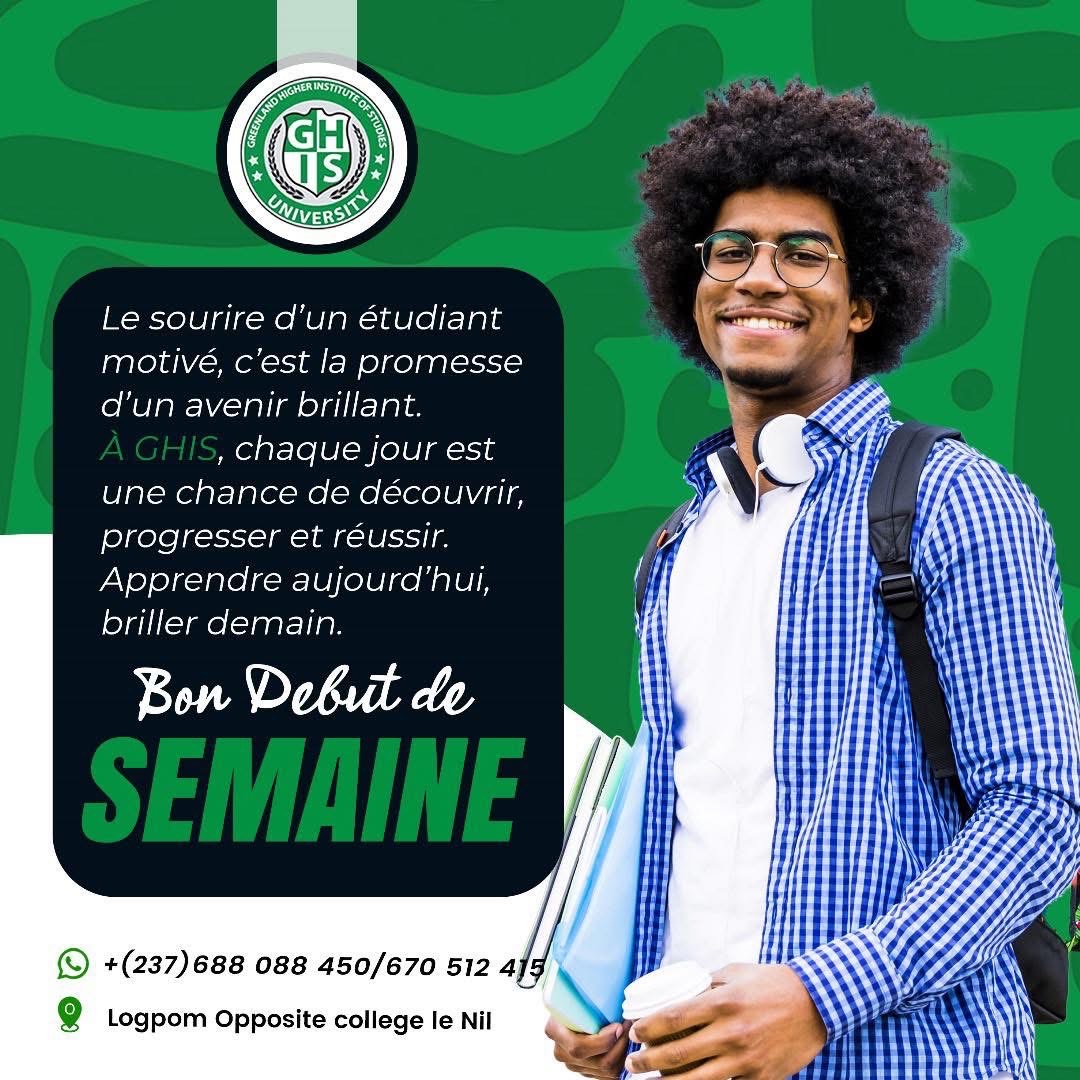 GREENLAND HIGHER INSTITUTE OF STUDIES
GH
IS
UNIVERSITY
Le sourire d’un étudiant
motivé, c’est la promesse
d’un avenir brillant.
À GHIS, chaque jour est
une chance de découvrir,
progresser et réussir.
Apprendre aujourd’hui,
briller demain.
Bon Debut de
SEMAINE
+(237)688 088 450/670 512 415
Logpom Opposite college le Nil